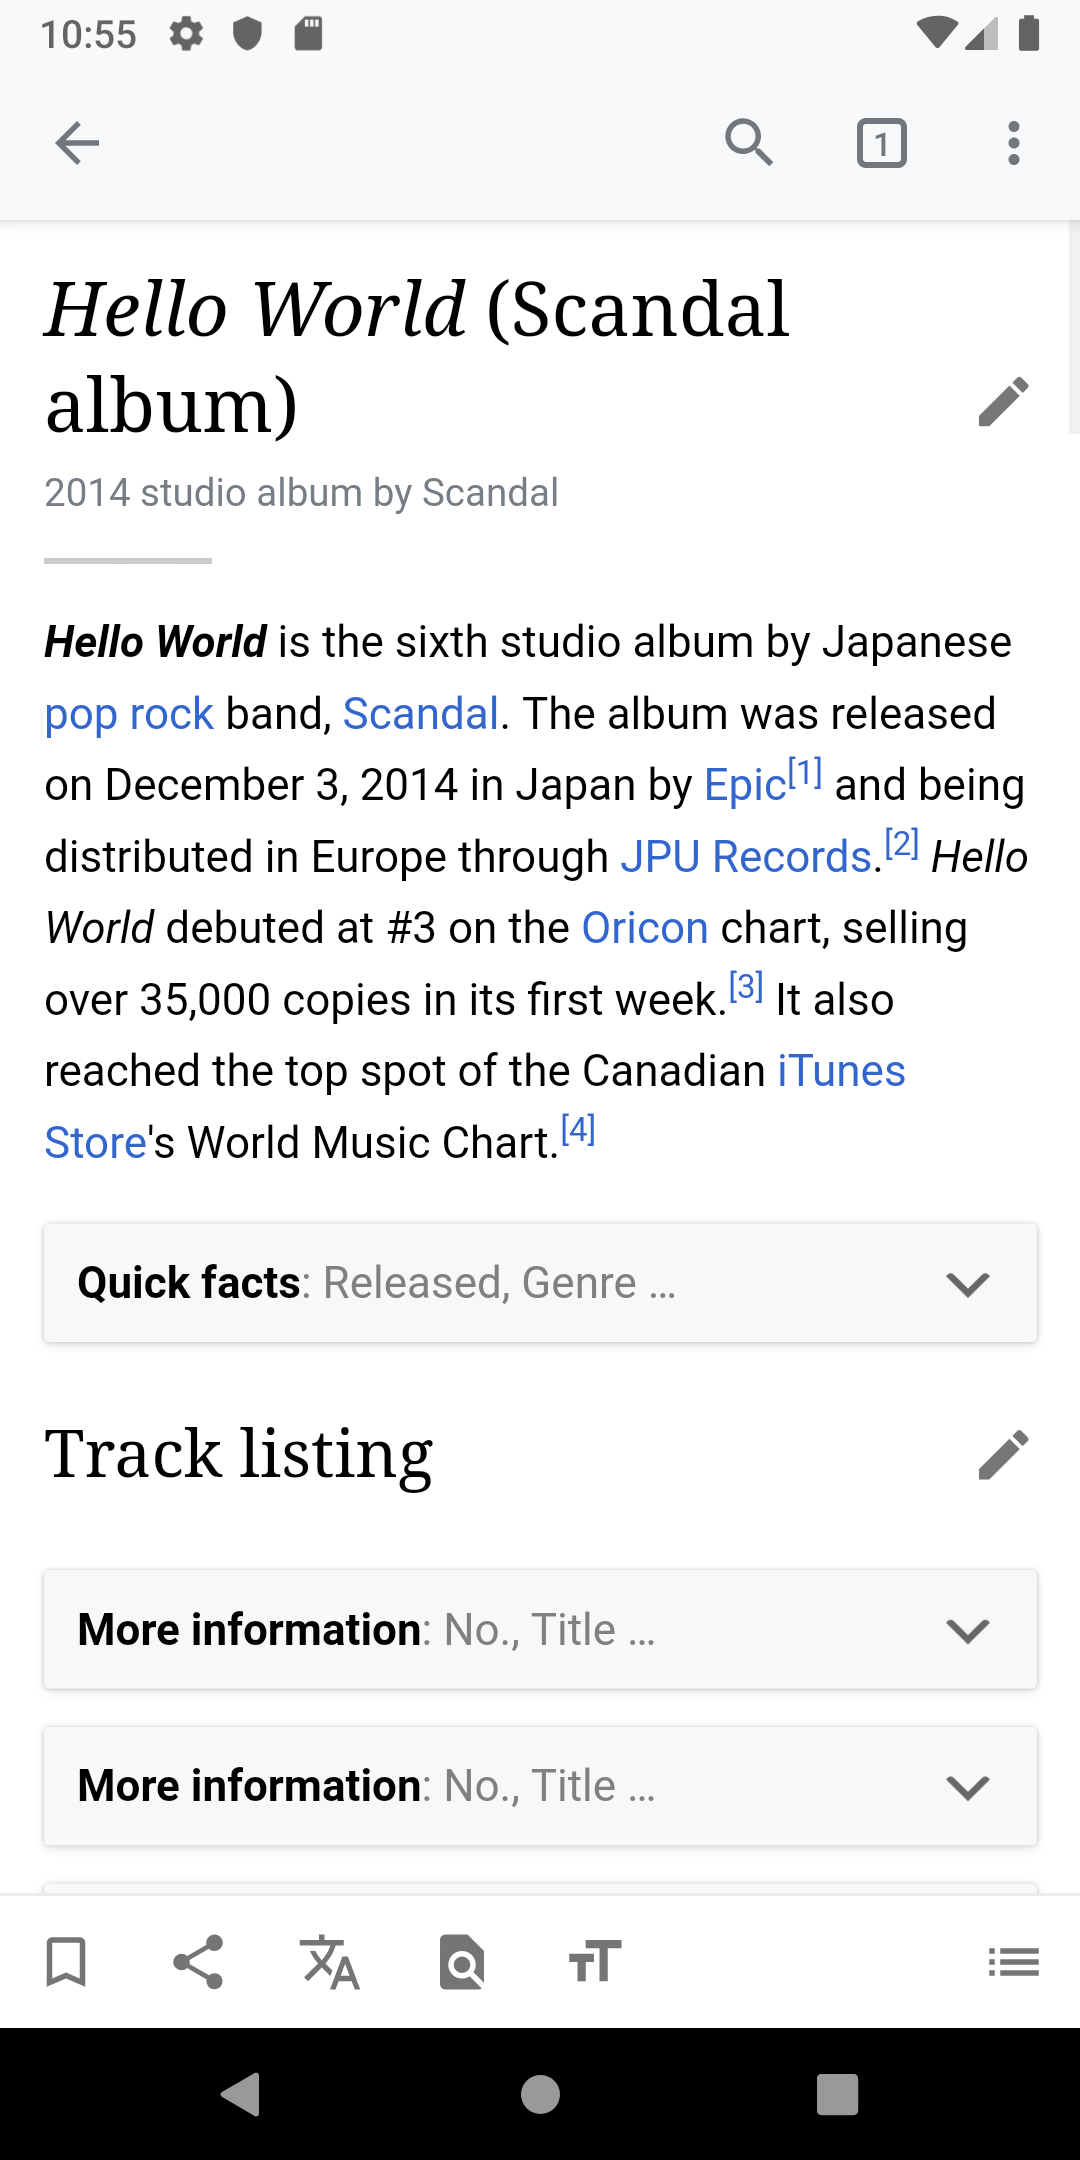 10:55
1
Hello World (Scandal
album)
2014 studio album by Scandal
Hello World is the sixth studio album by Japanese
pop rock band, Scandal. The album was released
on December 3, 2014 in Japan by Epic[1] and being
distributed in Europe through JPU Records.[2] Hello
World debuted at #3 on the Oricon chart, selling
over 35,000 copies in its first week.[3] It also
reached the top spot of the Canadian iTunes
Store's World Music Chart.[4]
Quick facts: Released, Genre ...
Track listing
More information: No., Title ...
More information: No., Title ...